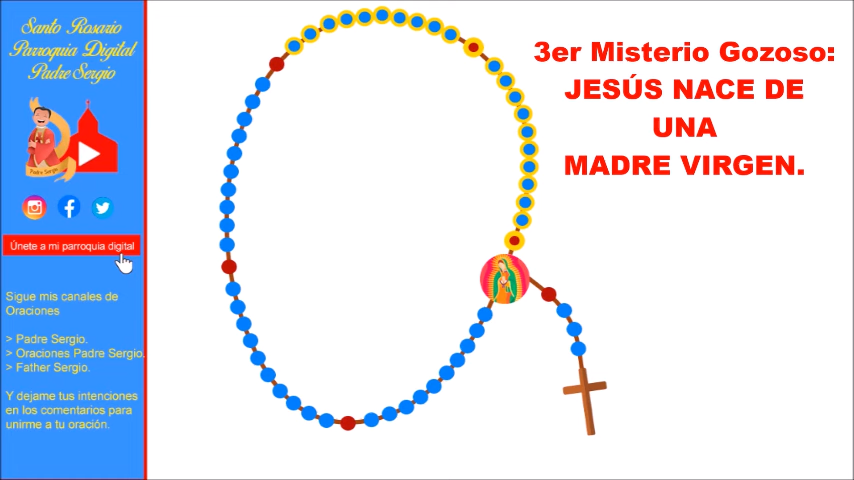 Santo Rosario
Parroquia Digital
Padre Sergio
Padre Sergio
Únete a mi parroquia digital
Sigue mis canales de
Oraciones
> Padre Sergio.
> Oraciones Padre Sergio.
> Father Sergio.
Y dejame tus intenciones
en los comentarios para
unirme a tu oración.
3er Misterio Gozoso:
JESÚS NACE DE
UNA
MADRE VIRGEN.